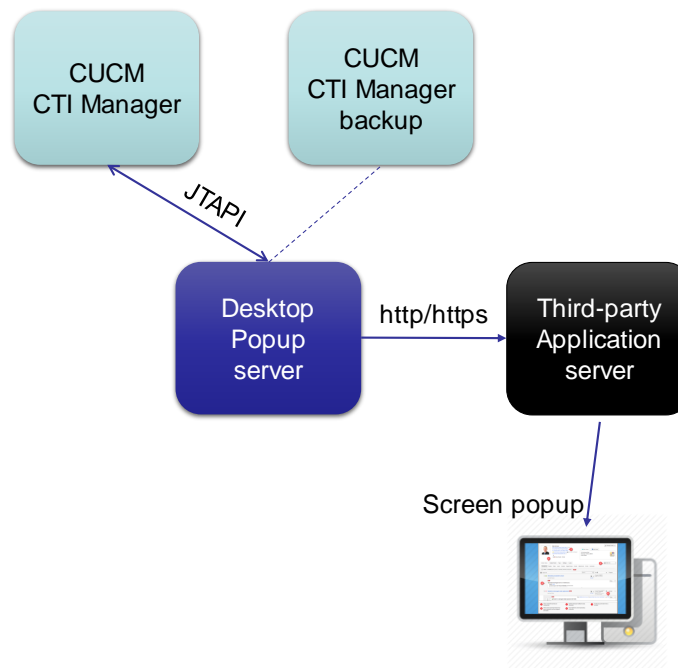 CUCM
CTI Manager
CUCM
CTI Manager
backup
JTAPI
Desktop
Popup
server
http/https
Third-party
Application
server
Screen popup